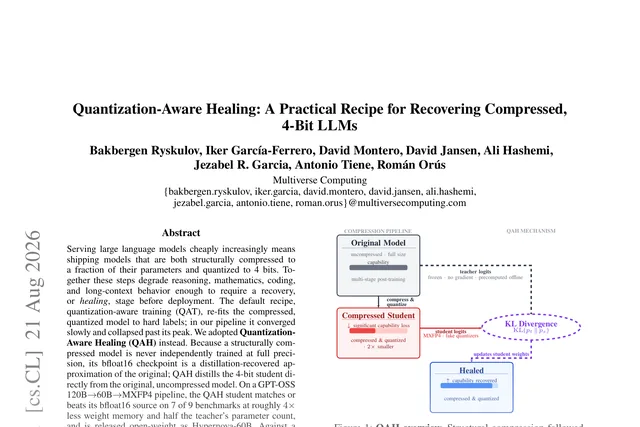 Quantization-Aware Healing: A Practical Recipe for Recovering Compressed,
4-Bit LLMs
Bakbergen Ryskulov, Iker García-Ferrero, David Montero, David Jansen, Ali Hashemi,
Jezabel R. Garcia, Antonio Tiene, Román Orús
Multiverse Computing
{bakbergen.ryskulov, iker.garcia, david.montero, david.jansen, ali.hashemi,
jezabel.garcia, antonio.tiene, roman.orus}@multiversecomputing.com
[cs.CL] 21 Aug 2026
Abstract
Serving large language models cheaply increasingly means
shipping models that are both structurally compressed to
a fraction of their parameters and quantized to 4 bits. To-
gether these steps degrade reasoning, mathematics, coding,
and long-context behavior enough to require a recovery,
or healing, stage before deployment. The default recipe,
quantization-aware training (QAT), re-fits the compressed,
quantized model to hard labels; in our pipeline it converged
slowly and collapsed past its peak. We adopted Quantization-
Aware Healing (QAH) instead. Because a structurally
compressed model is never independently trained at full preci-
sion, its bfloat16 checkpoint is a distillation-recovered ap-
proximation of the original; QAH distills the 4-bit student di-
rectly from the original, uncompressed model. On a GPT-OSS
120B→60B→MXFP4 pipeline, the QAH student matches or
beats its bfloat16 source on 7 of 9 benchmarks at roughly 4×
less weight memory and half the teacher's parameter count,
and is released open-weight as Hypernova-60B. Against a
COMPRESSION PIPELINE
QAH MECHANISM
Original Model
uncompressed · full size
capability
multi-stage post-training
teacher logits
frozen · no gradient · precomputed offline
compress &
quantize
Compressed Student
↓ significant capability loss
compressed & quantized
· 2× smaller
student logits
MXFP4 · fake quantizers
KL Divergence
updates student weights
Healed
↑ capability recovered
compressed & quantized